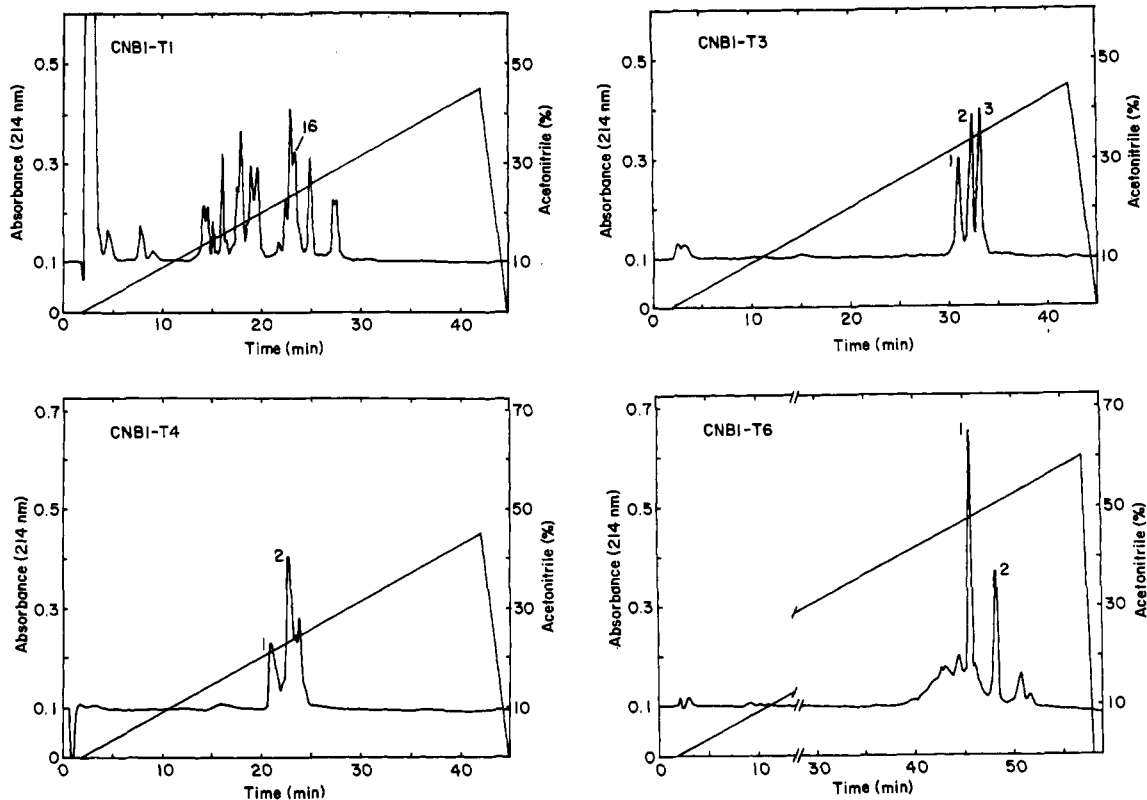 CNBI-T1
Absorbance (214 nm)
0.5
0.3
0.1
0
50
30
10
Acetonitrile (%)
16
0 10 20 30 40
Time (min)
CNBI-T3
Absorbance (214 nm)
0.5
0.3
0.1
0
50
30
10
Acetonitrile (%)
1 2 3
0 10 20 30 40
Time (min)
CNBI-T4
Absorbance (214 nm)
0.7
0.5
0.3
0.1
0
70
50
30
10
Acetonitrile (%)
1 2
0 10 20 30 40
Time (min)
CNBI-T6
Absorbance (214 nm)
0.7
0.5
0.3
0.1
0
70
50
30
10
Acetonitrile (%)
1 2
0 10 30 40 50
Time (min)